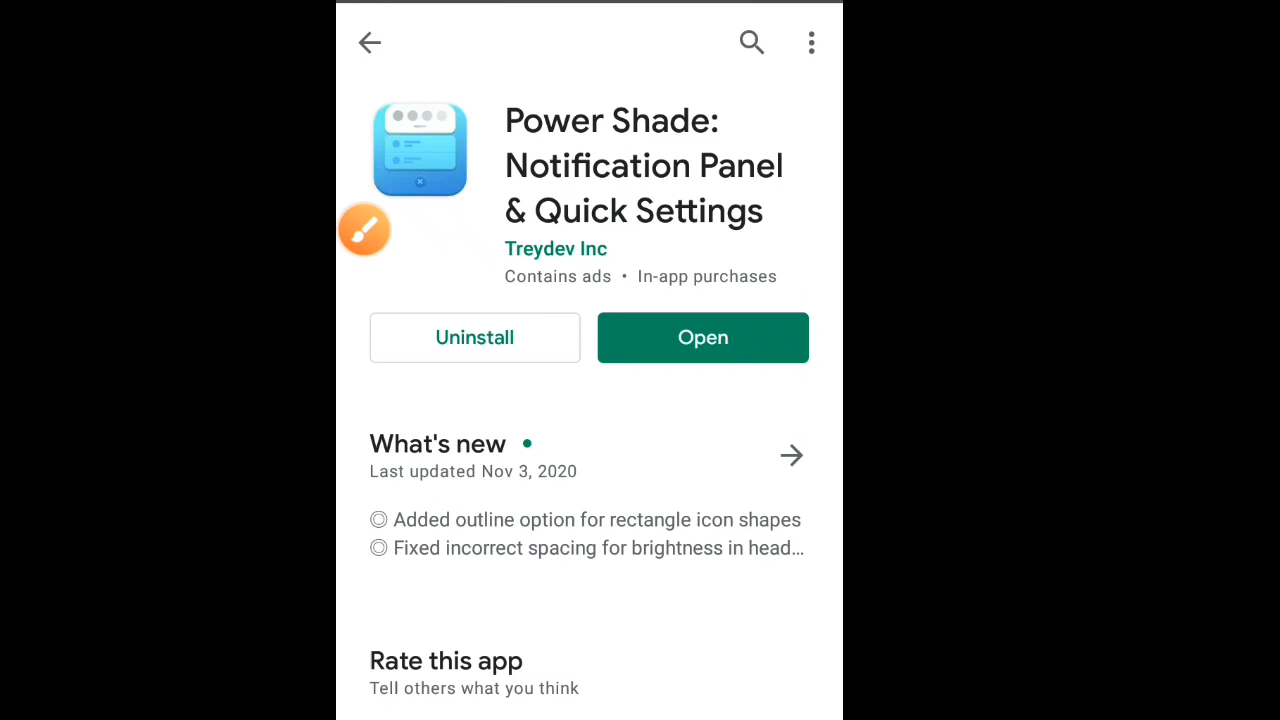 Power Shade:
Notification Panel
& Quick Settings
Treydev Inc
Contains ads • In-app purchases
Uninstall
Open
What's new
Last updated Nov 3, 2020
◎ Added outline option for rectangle icon shapes
◎ Fixed incorrect spacing for brightness in head...
Rate this app
Tell others what you think